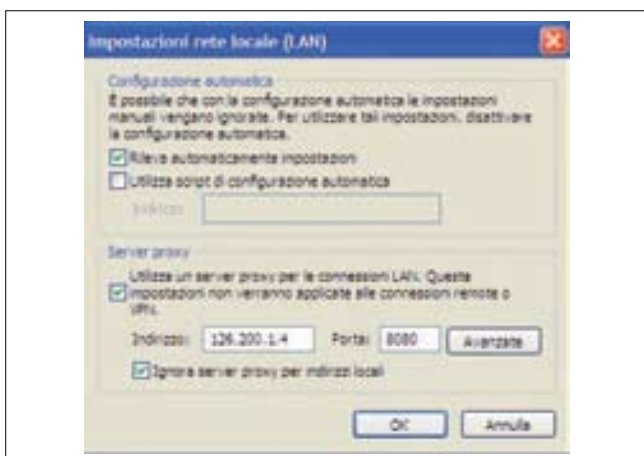 Impostazioni rete locale (LAN)
Configurazione automatica
È possibile che con la configurazione automatica le impostazioni
manuali vengano ignorate. Per utilizzare tali impostazioni, disattivare
la configurazione automatica.
Rileva automaticamente impostazioni
Utilizza script di configurazione automatica
Indirizzo:
Server proxy
Utilizza un server proxy per le connessioni LAN. Queste
impostazioni non verranno applicate alle connessioni remote o
VPN.
Indirizzo: 126.200.1.4 Porta: 8080 Avanzate
Ignora server proxy per indirizzi locali
OK Annulla